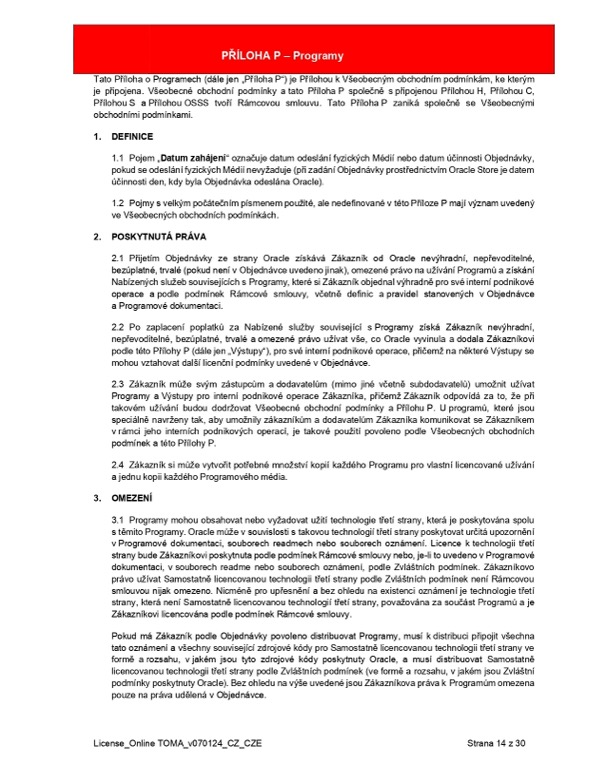 PŘÍLOHA P – Programy
Tato Příloha o Programech (dále jen „Příloha P“) je Přílohou k Všeobecným obchodním podmínkám, ke kterým
je připojena. Všeobecné obchodní podmínky a tato Příloha P společně s připojenou Přílohou H, Přílohou C,
Přílohou S a Přílohou OSSS tvoří Rámcovou smlouvu. Tato Příloha P zaniká společně se Všeobecnými
obchodními podmínkami.
1. DEFINICE
1.1 Pojem „Datum zahájení“ označuje datum odeslání fyzických Médií nebo datum účinnosti Objednávky,
pokud se odeslání fyzických Médií nevyžaduje (při zadání Objednávky prostřednictvím Oracle Store je datem
účinnosti den, kdy byla Objednávka odeslána Oracle).
1.2 Pojmy s velkým počátečním písmenem použité, ale nedefinované v této Příloze P mají význam uvedený
ve Všeobecných obchodních podmínkách.
2. POSKYTNUTÁ PRÁVA
2.1 Přijetím Objednávky ze strany Oracle získává Zákazník od Oracle nevýhradní, nepřevoditelné,
bezúplatné, trvalé (pokud není v Objednávce uvedeno jinak), omezené právo na užívání Programů a získání
Nabízených služeb souvisejících s Programy, které si Zákazník objednal výhradně pro své interní podnikové
operace a podle podmínek Rámcové smlouvy, včetně definic a pravidel stanovených v Objednávce
a Programové dokumentaci.
2.2 Po zaplacení poplatků za Nabízené služby související s Programy získá Zákazník nevýhradní,
nepřevoditelné, bezúplatné, trvalé a omezené právo užívat vše, co Oracle vyvinula a dodala Zákazníkovi
podle této Přílohy P (dále jen „Výstupy“), pro své interní podnikové operace, přičemž na některé Výstupy se
mohou vztahovat další licenční podmínky uvedené v Objednávce.
2.3 Zákazník může svým zástupcům a dodavatelům (mimo jiné včetně subdodavatelů) umožnit užívat
Programy a Výstupy pro interní podnikové operace Zákazníka, přičemž Zákazník odpovídá za to, že při
takovém užívání budou dodržovat Všeobecné obchodní podmínky a Přílohu P. U programů, které jsou
speciálně navrženy tak, aby umožnily zákazníkům a dodavatelům Zákazníka komunikovat se Zákazníkem
v rámci jeho interních podnikových operací, je takové použití povoleno podle Všeobecných obchodních
podmínek a této Přílohy P.
2.4 Zákazník si může vytvořit potřebné množství kopií každého Programu pro vlastní licencované užívání
a jednu kopii každého Programového média.
3. OMEZENÍ
3.1 Programy mohou obsahovat nebo vyžadovat užití technologie třetí strany, která je poskytována spolu
s těmito Programy. Oracle může v souvislosti s takovou technologií třetí strany poskytovat určitá upozornění
v Programové dokumentaci, souborech readmech nebo souborech oznámení. Licence k technologii třetí
strany bude Zákazníkovi poskytnuta podle podmínek Rámcové smlouvy nebo, je-li to uvedeno v Programové
dokumentaci, v souborech readme nebo souborech oznámení, podle Zvláštních podmínek. Zákazníkovo
právo užívat Samostatně licencovanou technologii třetí strany podle Zvláštních podmínek není Rámcovou
smlouvou nijak omezeno. Nicméně pro upřesnění a bez ohledu na existenci oznámení je technologie třetí
strany, která není Samostatně licencovanou technologií třetí strany, považována za součást Programů a je
Zákazníkovi licencována podle podmínek Rámcové smlouvy.
Pokud má Zákazník podle Objednávky povoleno distribuovat Programy, musí k distribuci připojit všechna
tato oznámení a všechny související zdrojové kódy pro Samostatně licencovanou technologii třetí strany ve
formě a rozsahu, v jakém jsou tyto zdrojové kódy poskytnuty Oracle, a musí distribuovat Samostatně
licencovanou technologii třetí strany podle Zvláštních podmínek (ve formě a rozsahu, v jakém jsou Zvláštní
podmínky poskytnuty Oracle). Bez ohledu na výše uvedené jsou Zákazníkova práva k Programům omezena
pouze na práva udělená v Objednávce.
License_Online TOMA_v070124_CZ_CZE
Strana 14 z 30